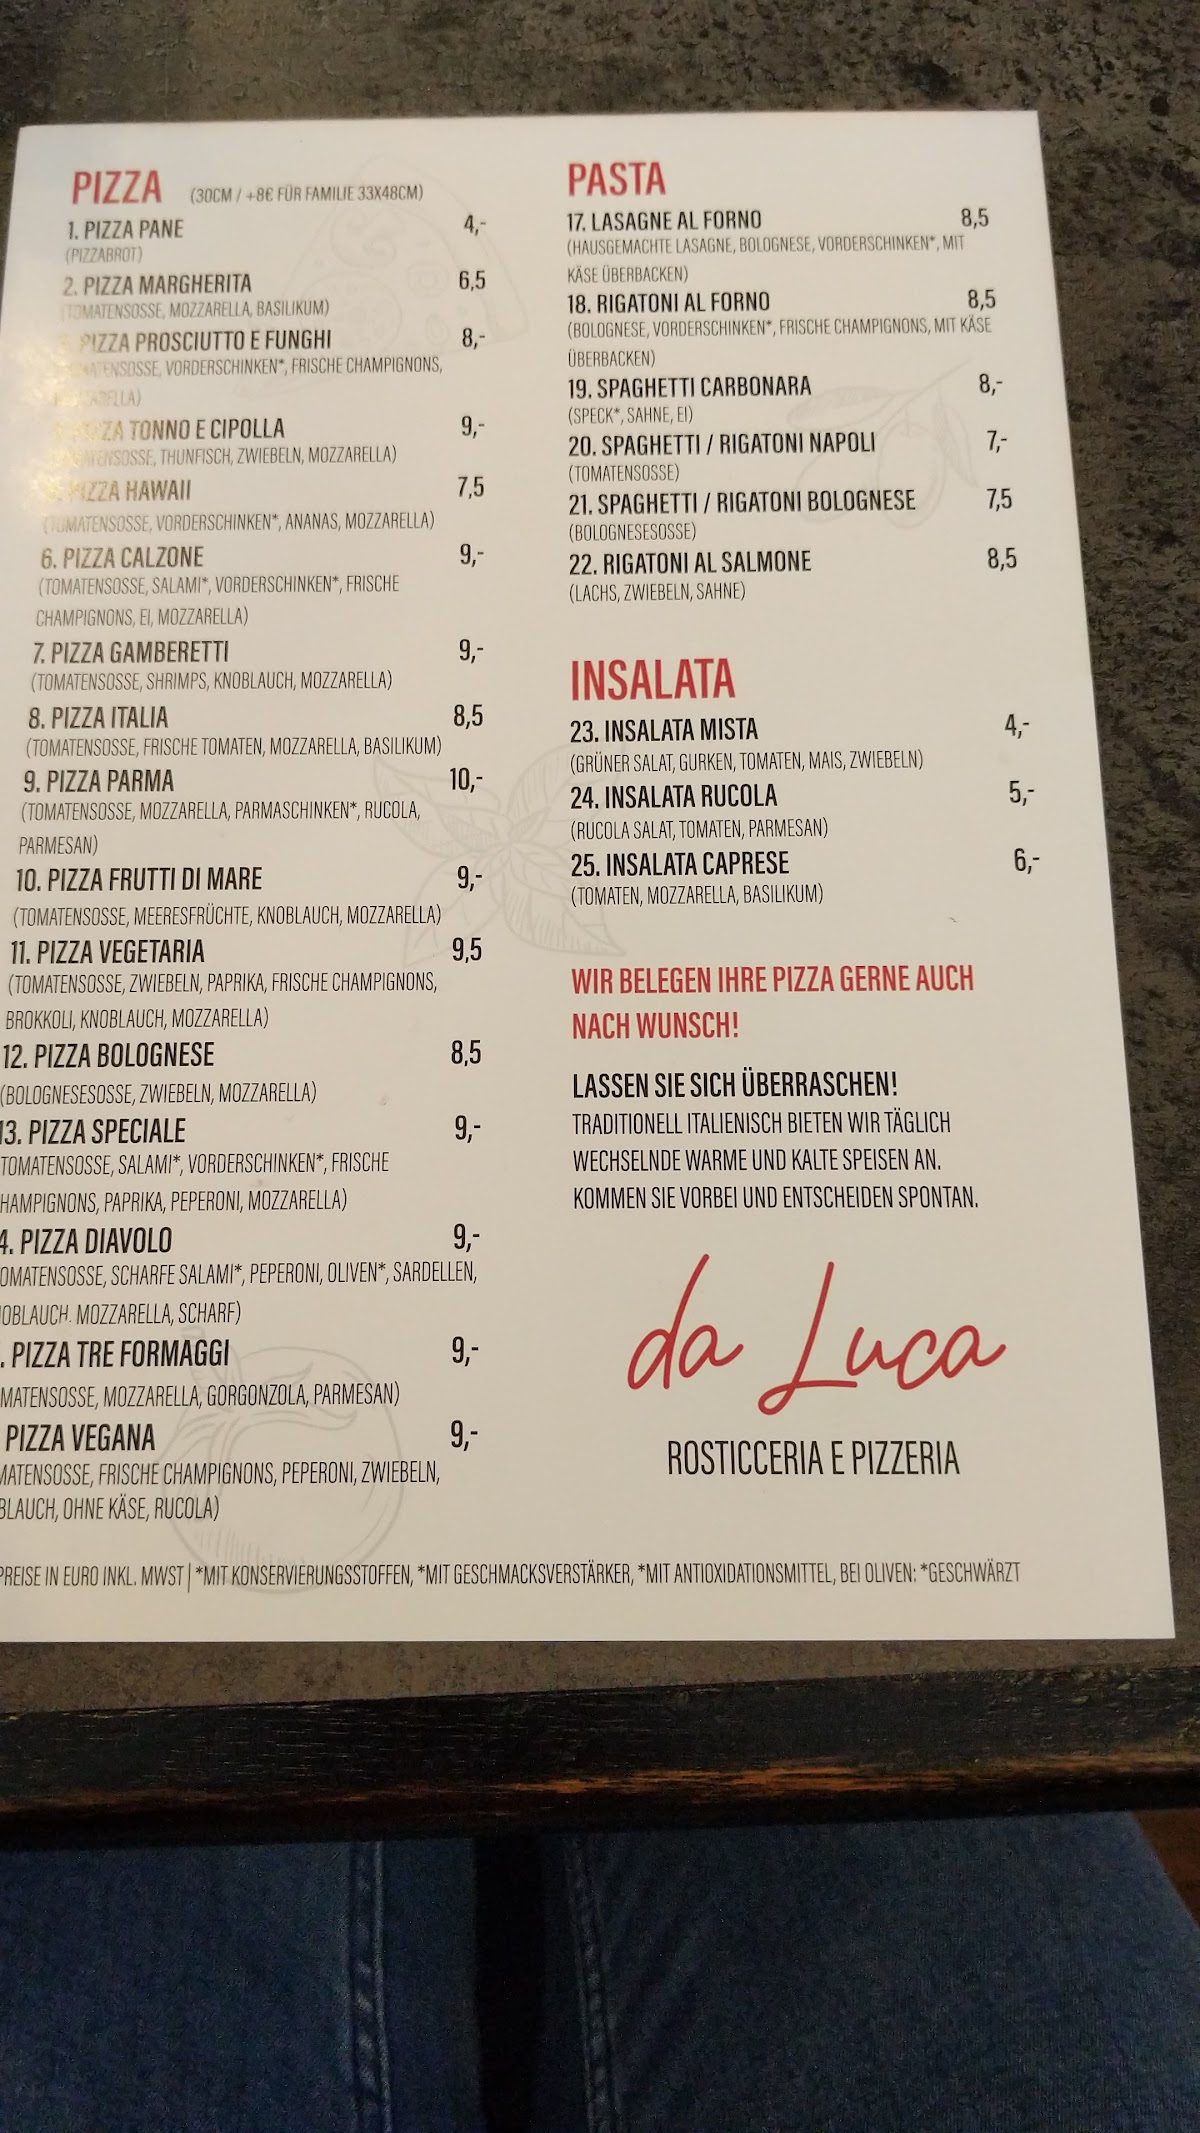 PIZZA (30CM / +8€ FÜR FAMILIE 33X48CM)
1. PIZZA PANE 4,-
(PIZZABROT)
2. PIZZA MARGHERITA 6,5
(TOMATENSOSSE, MOZZARELLA, BASILIKUM)
PIZZA PROSCIUTTO E FUNGHI 8,-
VORDERSCHINKEN*, FRISCHE CHAMPIGNONS,
TONNO E CIPOLLA 9,-
THUNFISCH, ZWIEBELN, MOZZARELLA)
PIZZA HAWAII 7,5
(TOMATENSOSSE, VORDERSCHINKEN*, ANANAS, MOZZARELLA)
6. PIZZA CALZONE 9,-
(TOMATENSOSSE, SALAMI*, VORDERSCHINKEN*, FRISCHE
CHAMPIGNONS, EI, MOZZARELLA)
7. PIZZA GAMBERETTI 9,-
(TOMATENSOSSE, SHRIMPS, KNOBLAUCH, MOZZARELLA)
8. PIZZA ITALIA 8,5
(TOMATENSOSSE, FRISCHE TOMATEN, MOZZARELLA, BASILIKUM)
9. PIZZA PARMA 10,-
(TOMATENSOSSE, MOZZARELLA, PARMASCHINKEN*, RUCOLA,
PARMESAN)
10. PIZZA FRUTTI DI MARE 9,-
(TOMATENSOSSE, MEERESFRÜCHTE, KNOBLAUCH, MOZZARELLA)
11. PIZZA VEGETARIA 9,5
(TOMATENSOSSE, ZWIEBELN, PAPRIKA, FRISCHE CHAMPIGNONS,
BROKKOLI, KNOBLAUCH, MOZZARELLA)
12. PIZZA BOLOGNESE 8,5
(BOLOGNESESOSSE, ZWIEBELN, MOZZARELLA)
13. PIZZA SPECIALE 9,-
TOMATENSOSSE, SALAMI*, VORDERSCHINKEN*, FRISCHE
HAMPIGNONS, PAPRIKA, PEPERONI, MOZZARELLA)
4. PIZZA DIAVOLO 9,-
OMATENSOSSE, SCHARFE SALAMI*, PEPERONI, OLIVEN*, SARDELLEN,
OBLAUCH, MOZZARELLA, SCHARF)
. PIZZA TRE FORMAGGI 9,-
MATENSOSSE, MOZZARELLA, GORGONZOLA, PARMESAN)
PIZZA VEGANA 9,-
MATENSOSSE, FRISCHE CHAMPIGNONS, PEPERONI, ZWIEBELN,
BLAUCH, OHNE KÄSE, RUCOLA)
PASTA
17. LASAGNE AL FORNO 8,5
(HAUSGEMACHTE LASAGNE, BOLOGNESE, VORDERSCHINKEN*, MIT
KÄSE ÜBERBACKEN)
18. RIGATONI AL FORNO 8,5
(BOLOGNESE, VORDERSCHINKEN*, FRISCHE CHAMPIGNONS, MIT KÄSE
ÜBERBACKEN)
19. SPAGHETTI CARBONARA 8,-
(SPECK*, SAHNE, EI)
20. SPAGHETTI / RIGATONI NAPOLI 7,-
(TOMATENSOSSE)
21. SPAGHETTI / RIGATONI BOLOGNESE 7,5
(BOLOGNESESOSSE)
22. RIGATONI AL SALMONE 8,5
(LACHS, ZWIEBELN, SAHNE)
INSALATA
23. INSALATA MISTA 4,-
(GRÜNER SALAT, GURKEN, TOMATEN, MAIS, ZWIEBELN)
24. INSALATA RUCOLA 5,-
(RUCOLA SALAT, TOMATEN, PARMESAN)
25. INSALATA CAPRESE 6,-
(TOMATEN, MOZZARELLA, BASILIKUM)
WIR BELEGEN IHRE PIZZA GERNE AUCH
NACH WUNSCH!
LASSEN SIE SICH ÜBERRASCHEN!
TRADITIONELL ITALIENISCH BIETEN WIR TÄGLICH
WECHSELNDE WARME UND KALTE SPEISEN AN.
KOMMEN SIE VORBEI UND ENTSCHEIDEN SPONTAN.
da Luca
ROSTICCERIA E PIZZERIA
PREISE IN EURO INKL. MWST | *MIT KONSERVIERUNGSSTOFFEN, *MIT GESCHMACKSVERSTÄRKER, *MIT ANTIOXIDATIONSMITTEL, BEI OLIVEN: *GESCHWÄRZT